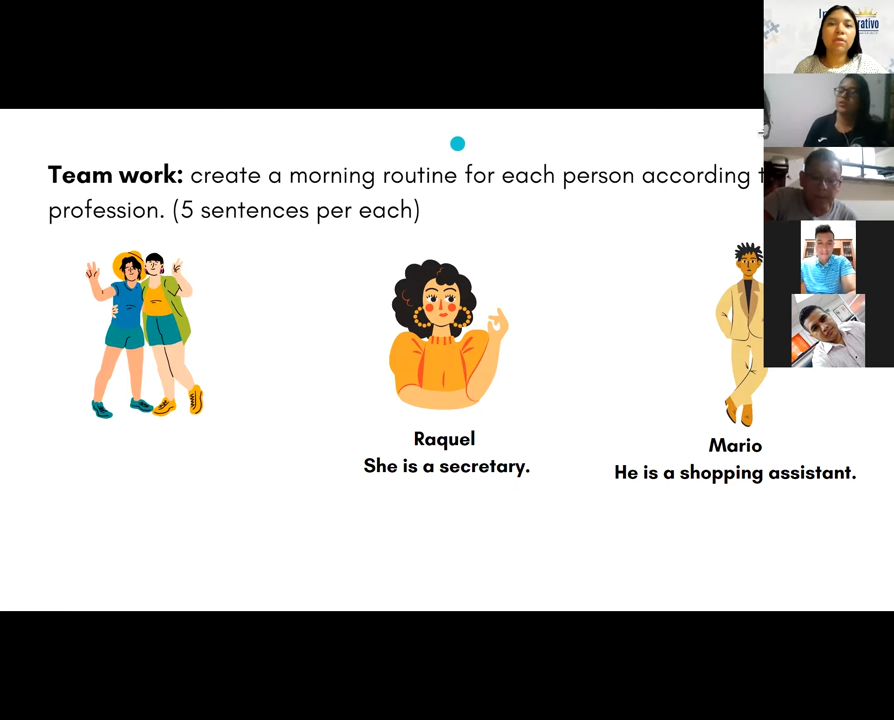 Team work: create a morning routine for each person according
profession. (5 sentences per each)
Raquel
She is a secretary.
Mario
He is a shopping assistant.